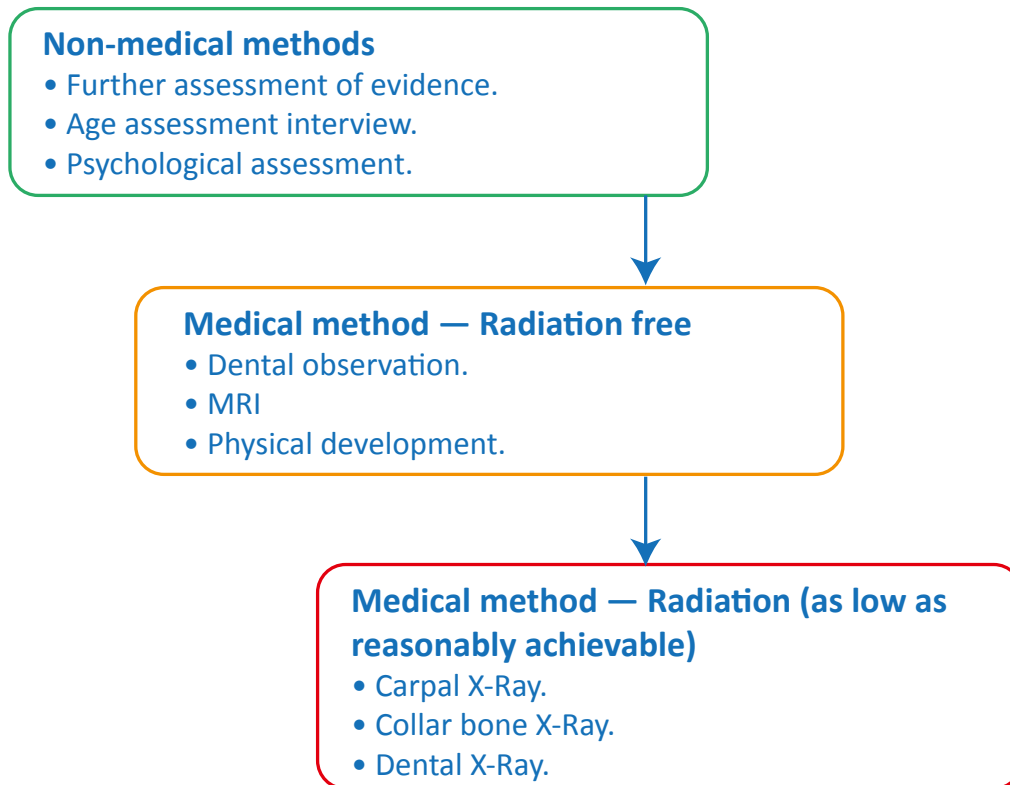 Non-medical methods
• Further assessment of evidence.
• Age assessment interview.
• Psychological assessment.
Medical method — Radiation free
• Dental observation.
• MRI
• Physical development.
Medical method — Radiation (as low as
reasonably achievable)
• Carpal X-Ray.
• Collar bone X-Ray.
• Dental X-Ray.